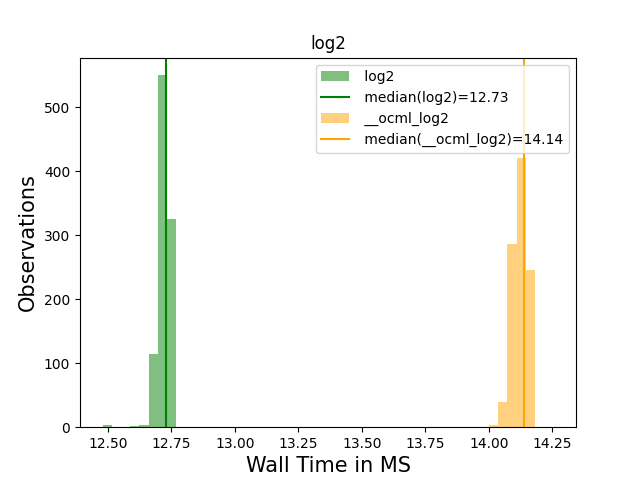 log2
log2
median(log2)=12.73
__ocml_log2
median(__ocml_log2)=14.14
Observations
500
400
300
200
100
0
12.50 12.75 13.00 13.25 13.50 13.75 14.00 14.25
Wall Time in MS